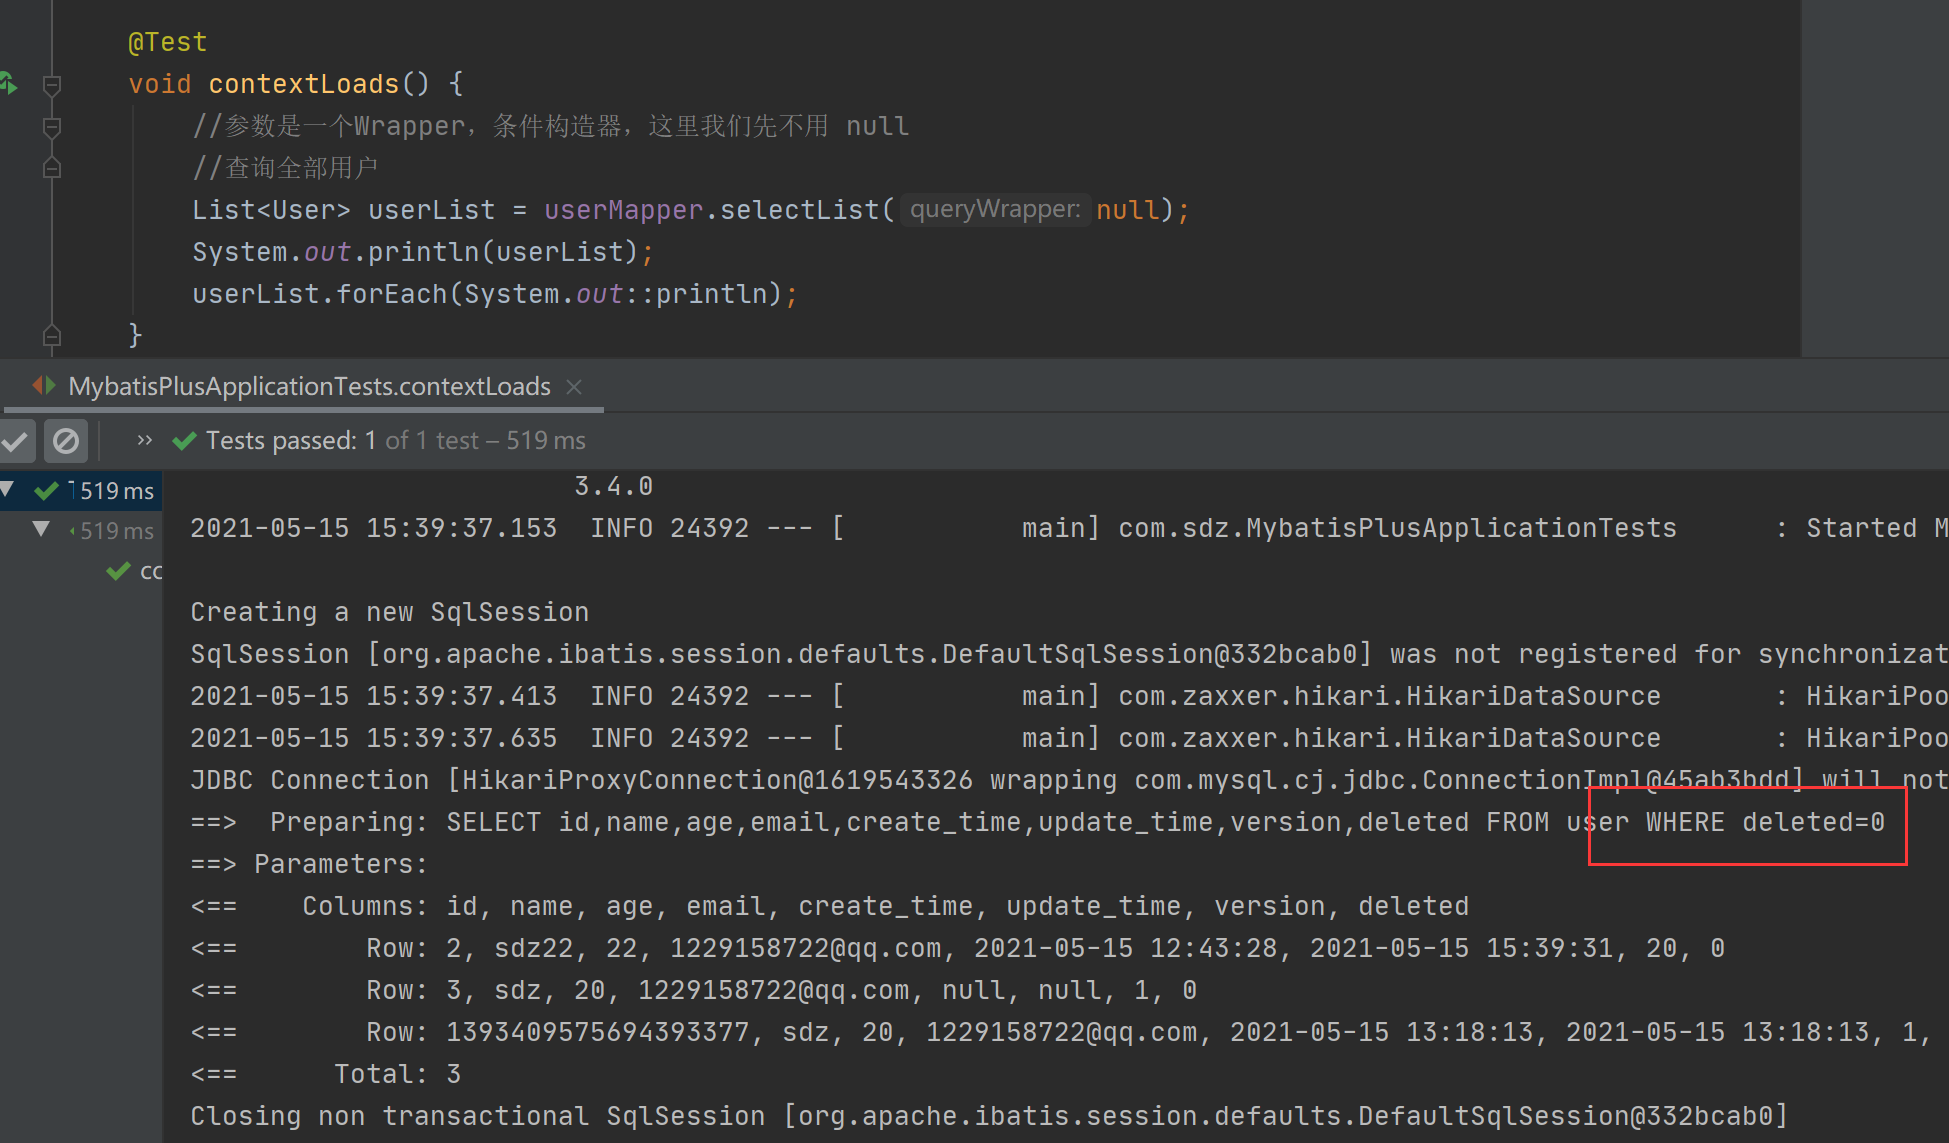 @Test
void contextLoads() {
//参数是一个Wrapper，条件构造器，这里我们先不用 null
//查询全部用户
List<User> userList = userMapper.selectList( queryWrapper: null);
System.out.println(userList);
userList.forEach(System.out::println);
}
MybatisPlusApplicationTests.contextLoads
Tests passed: 1 of 1 test – 519 ms
519 ms
519 ms
3.4.0
2021-05-15 15:39:37.153  INFO 24392 --- [           main] com.sdz.MybatisPlusApplicationTests      : Started M
Creating a new SqlSession
SqlSession [org.apache.ibatis.session.defaults.DefaultSqlSession@332bcab0] was not registered for synchronizat
2021-05-15 15:39:37.413  INFO 24392 --- [           main] com.zaxxer.hikari.HikariDataSource       : HikariPoo
2021-05-15 15:39:37.635  INFO 24392 --- [           main] com.zaxxer.hikari.HikariDataSource       : HikariPoo
JDBC Connection [HikariProxyConnection@1619543326 wrapping com.mysql.cj.jdbc.ConnectionImpl@45ab3bdd] will not
==>  Preparing: SELECT id,name,age,email,create_time,update_time,version,deleted FROM user WHERE deleted=0
==> Parameters:
<==    Columns: id, name, age, email, create_time, update_time, version, deleted
<==        Row: 2, sdz22, 22, 1229158722@qq.com, 2021-05-15 12:43:28, 2021-05-15 15:39:31, 20, 0
<==        Row: 3, sdz, 20, 1229158722@qq.com, null, null, 1, 0
<==        Row: 1393409575694393377, sdz, 20, 1229158722@qq.com, 2021-05-15 13:18:13, 2021-05-15 13:18:13, 1,
<==      Total: 3
Closing non transactional SqlSession [org.apache.ibatis.session.defaults.DefaultSqlSession@332bcab0]